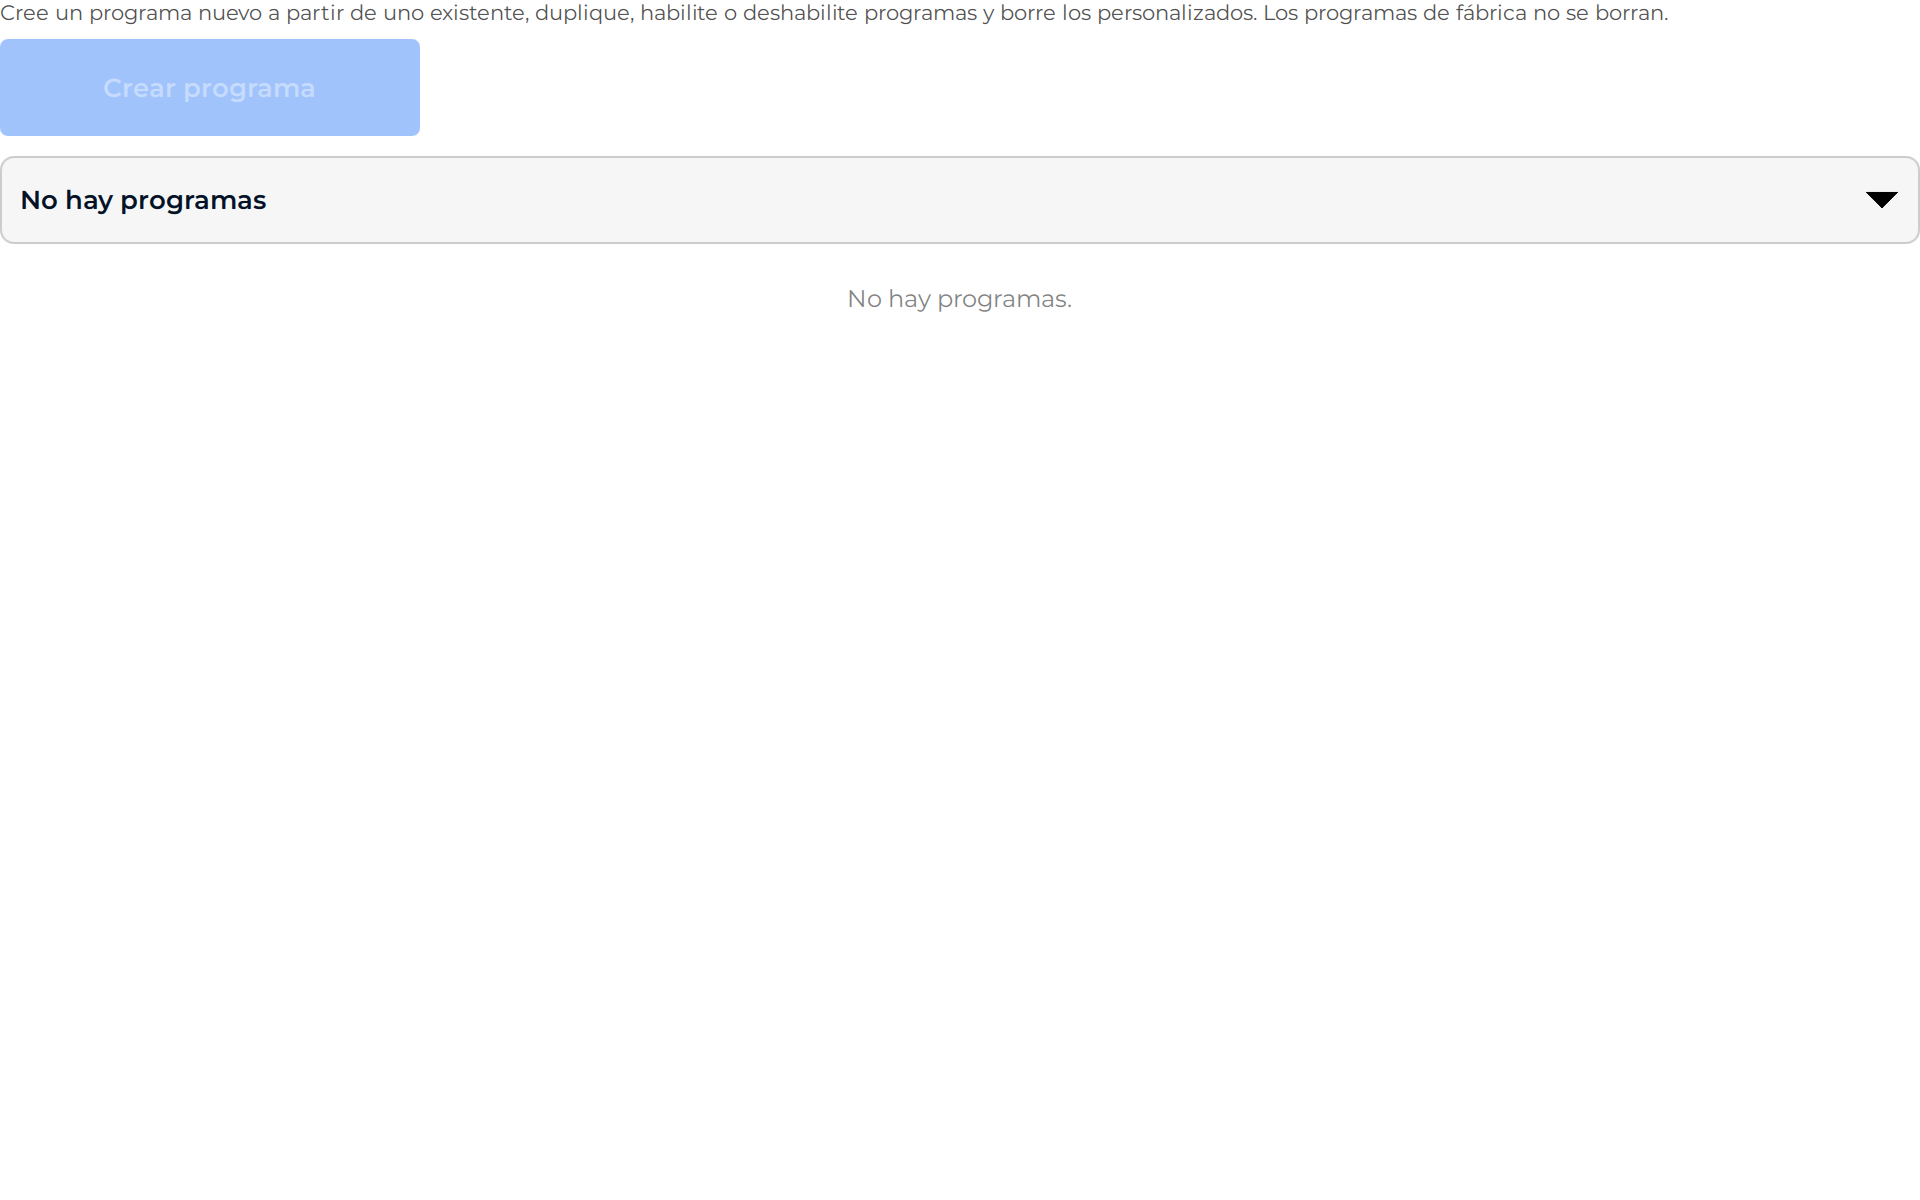 Cree un programa nuevo a partir de uno existente, duplique, habilite o deshabilite programas y borre los personalizados. Los programas de fábrica no se borran.
Crear programa
No hay programas
No hay programas.